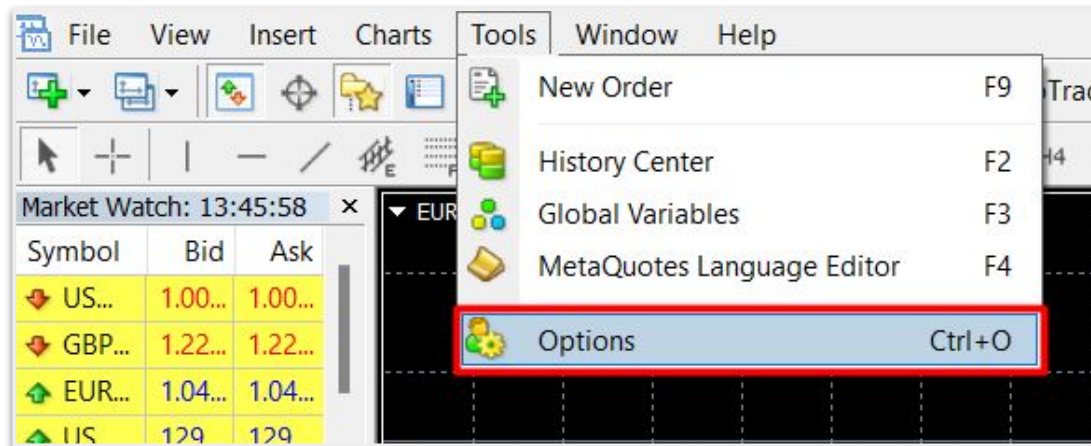 File View Insert Charts Tools Window Help
New Order F9
History Center F2
Global Variables F3
MetaQuotes Language Editor F4
Options Ctrl+O
Market Watch: 13:45:58
Symbol Bid Ask
US... 1.00... 1.00...
GBP... 1.22... 1.22...
EUR... 1.04... 1.04...
US 129 129
EUR
E